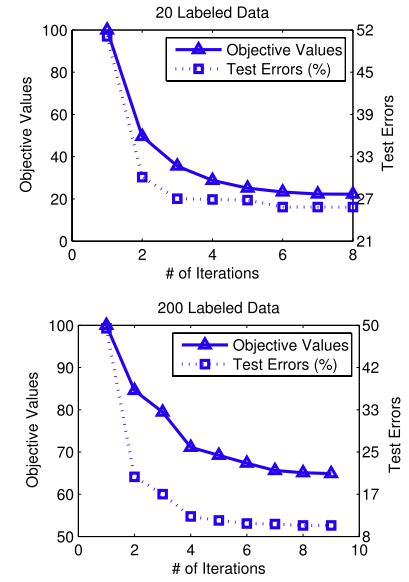 20 Labeled Data
100 52
Objective Values
Test Errors (%)
80 45
60 39
40 33
20 27
0 21
0 2 4 6 8
# of Iterations
Objective Values
Test Errors
200 Labeled Data
100 50
Objective Values
Test Errors (%)
90 42
80 33
70 25
60 17
50 8
0 2 4 6 8 10
# of Iterations
Objective Values
Test Errors